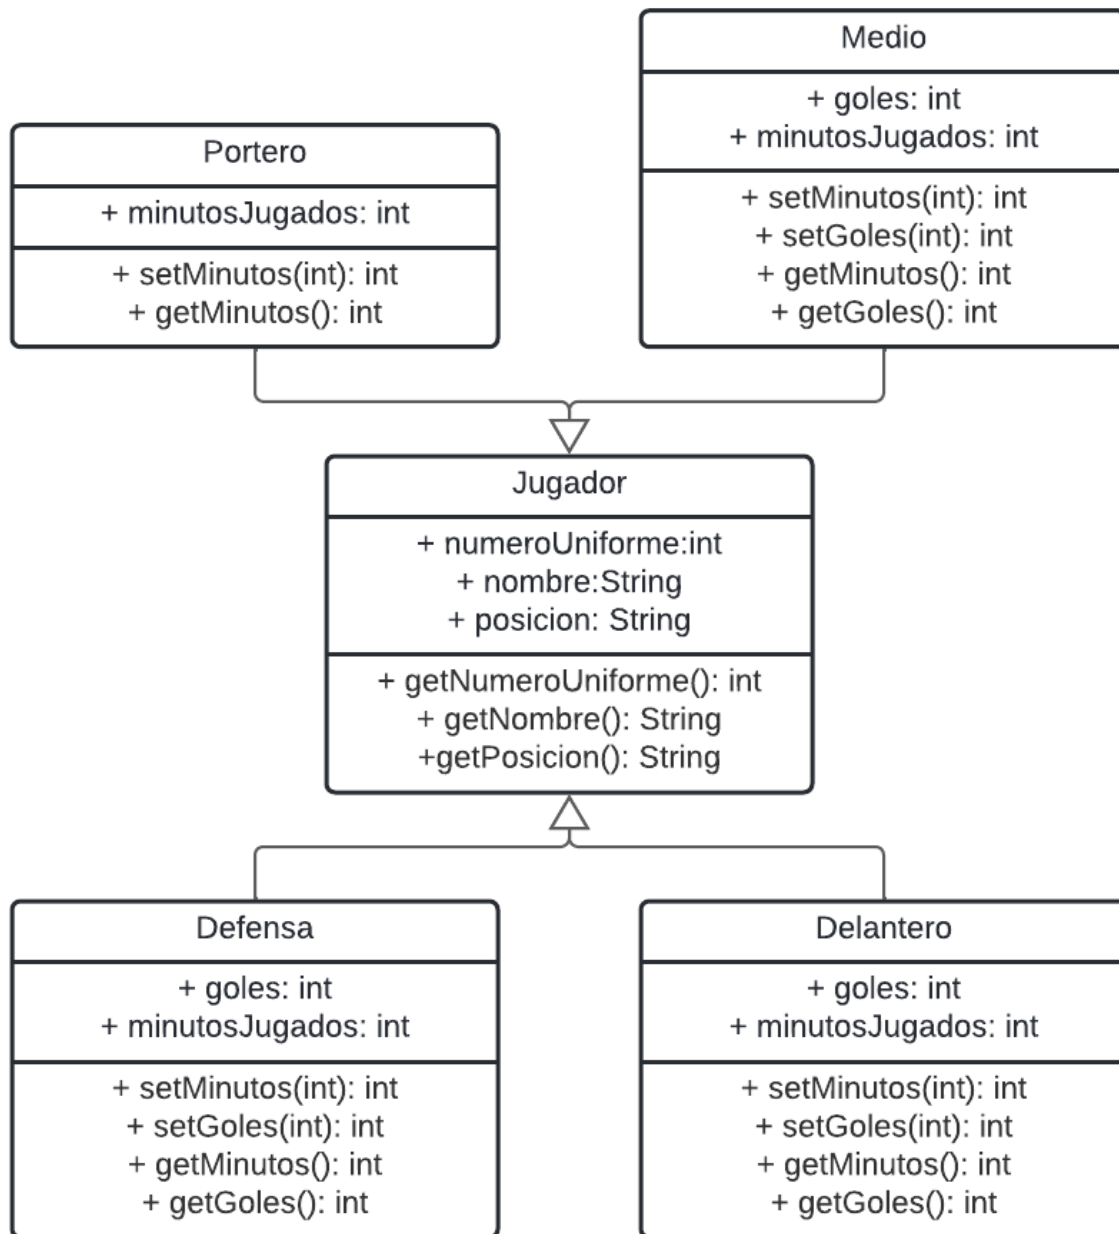 Portero
+ minutosJugados: int
+ setMinutos(int): int
+ getMinutos(): int
Medio
+ goles: int
+ minutosJugados: int
+ setMinutos(int): int
+ setGoles(int): int
+ getMinutos(): int
+ getGoles(): int
Jugador
+ numeroUniforme:int
+ nombre:String
+ posicion: String
+ getNumeroUniforme(): int
+ getNombre(): String
+getPosicion(): String
Defensa
+ goles: int
+ minutosJugados: int
+ setMinutos(int): int
+ setGoles(int): int
+ getMinutos(): int
+ getGoles(): int
Delantero
+ goles: int
+ minutosJugados: int
+ setMinutos(int): int
+ setGoles(int): int
+ getMinutos(): int
+ getGoles(): int